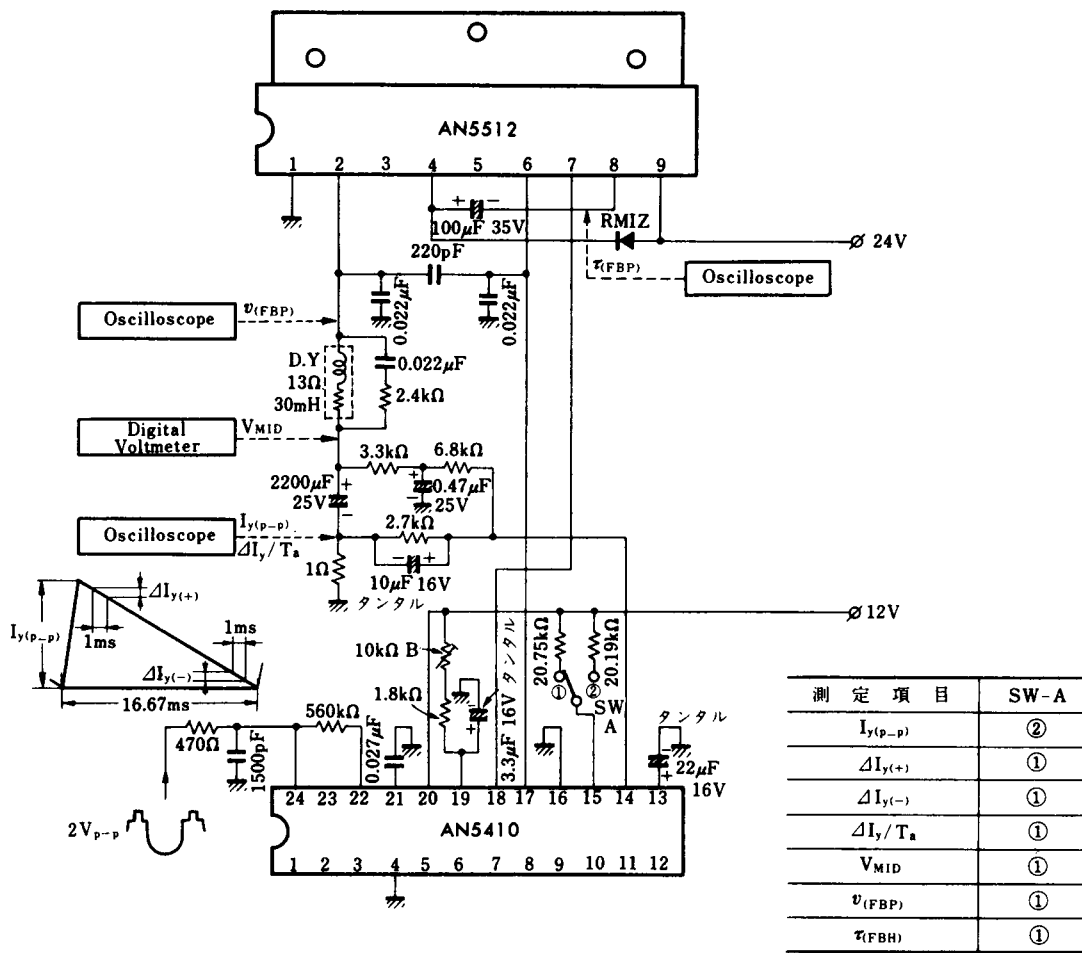 AN5512
1 2 3 4 5 6 7 8 9
+ −
100μF 35V
RMIZ
24V
220pF
τ(FBP)
Oscilloscope
0.022μF
0.022μF
Oscilloscope
v(FBP)
D.Y
13Ω
30mH
0.022μF
2.4kΩ
Digital
Voltmeter
VMID
3.3kΩ
6.8kΩ
2200μF
25V
+
−
+
−
0.47μF
25V
Oscilloscope
Iy(p-p)
ΔIy/Ta
2.7kΩ
− +
10μF 16V
タンタル
1Ω
Iy(p-p)
ΔIy(+)
1ms
1ms
ΔIy(-)
16.67ms
12V
10kΩ B
1.8kΩ
−
+
3.3μF 16V タンタル
20.75kΩ
20.19kΩ
① ②
SW
A
470Ω
1500pF
560kΩ
0.027μF
タンタル
−
+
22μF
16V
2Vp-p
24 23 22 21 20 19 18 17 16 15 14 13
AN5410
1 2 3 4 5 6 7 8 9 10 11 12
測定項目 SW-A
Iy(p-p) ②
ΔIy(+) ①
ΔIy(-) ①
ΔIy/Ta ①
VMID ①
v(FBP) ①
τ(FBH) ①